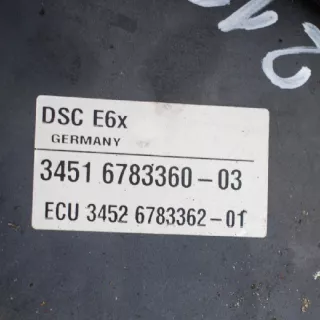 DSC E6x
GERMANY
3451 6783360-03
ECU 3452 6783362-01